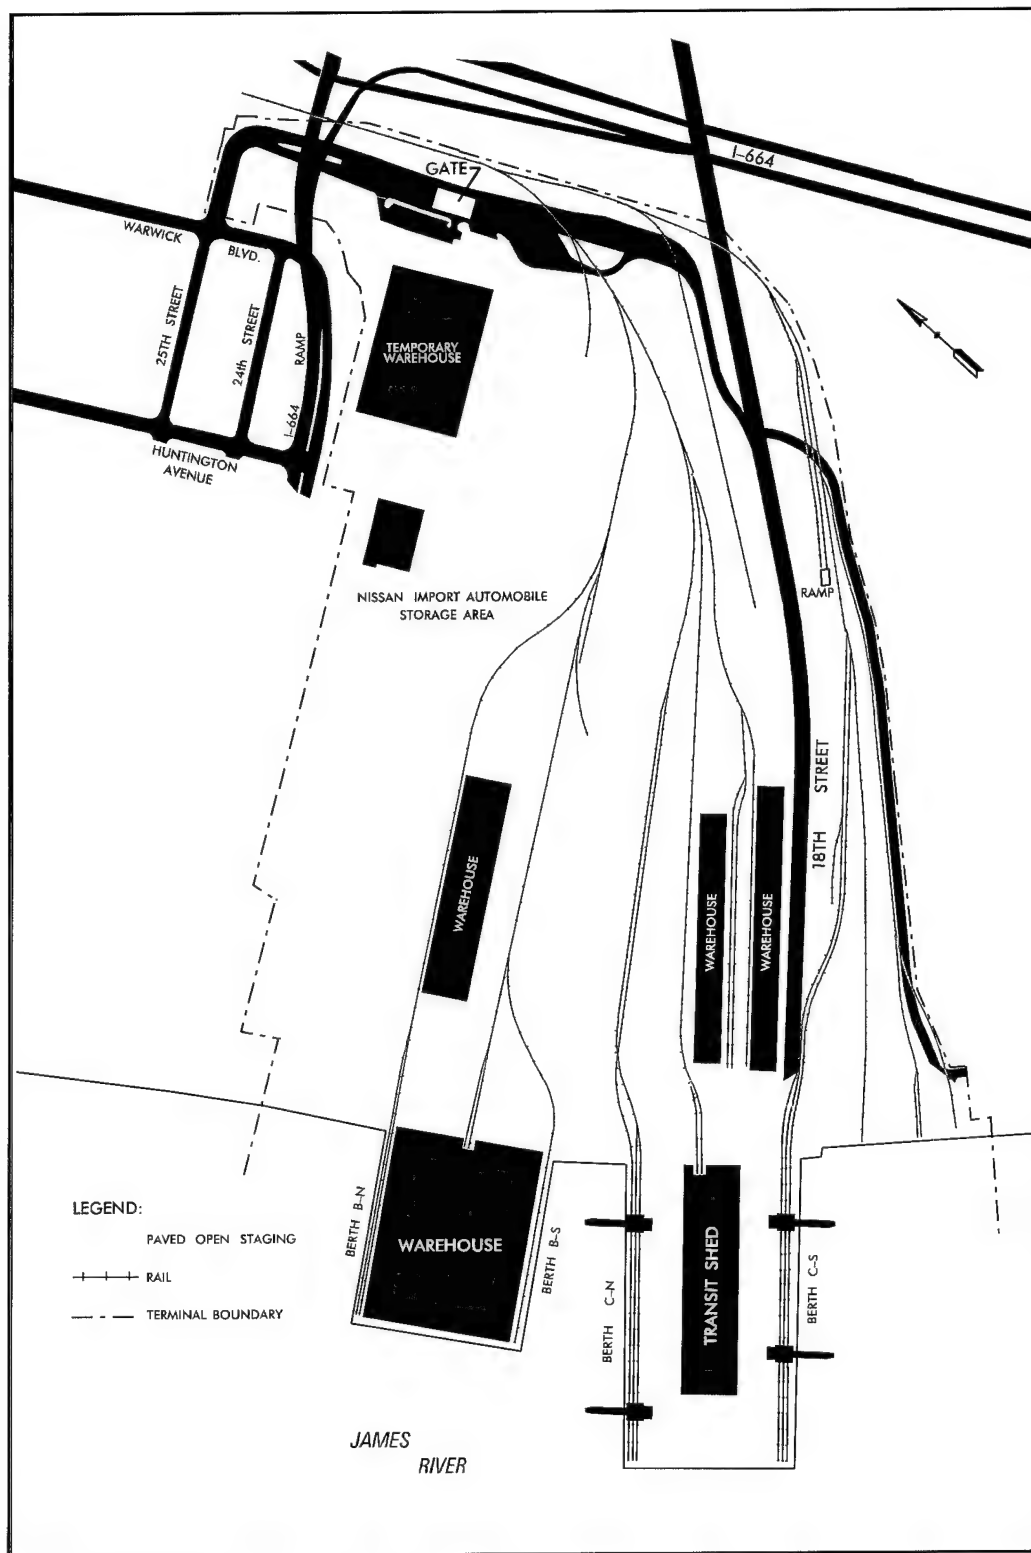 I-664
GATE
WARWICK
BLVD.
25TH STREET
24th STREET
RAMP
I-664
TEMPORARY
WAREHOUSE
HUNTINGTON
AVENUE
NISSAN IMPORT AUTOMOBILE
STORAGE AREA
RAMP
18TH STREET
WAREHOUSE
WAREHOUSE
WAREHOUSE
BERTH B-N
WAREHOUSE
BERTH B-S
BERTH C-N
TRANSIT SHED
BERTH C-S
LEGEND:
PAVED OPEN STAGING
RAIL
TERMINAL BOUNDARY
JAMES
RIVER